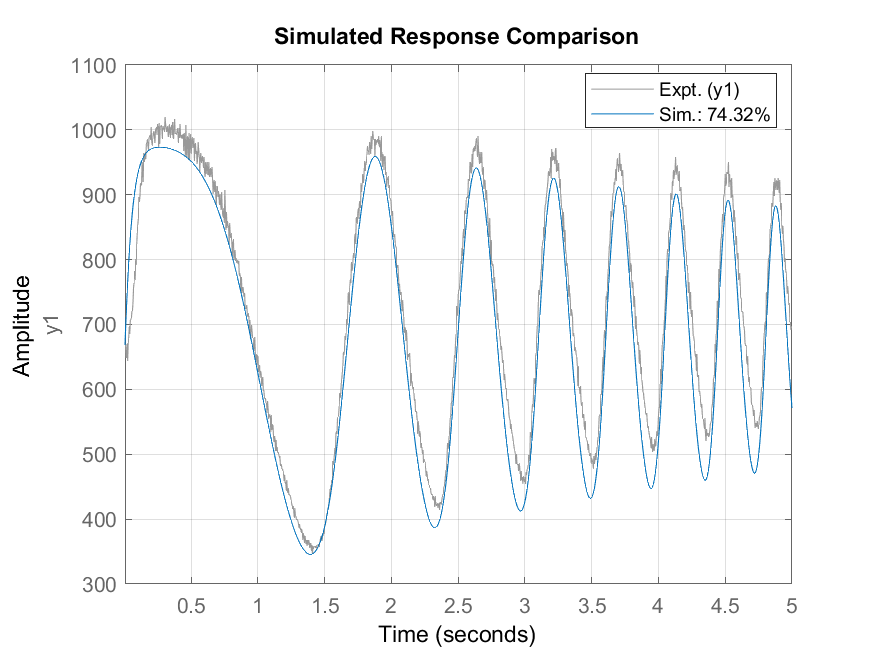 Simulated Response Comparison
Expt. (y1)
Sim.: 74.32%
1100
1000
900
800
700
600
500
400
300
Amplitude
y1
0.5 1 1.5 2 2.5 3 3.5 4 4.5 5
Time (seconds)